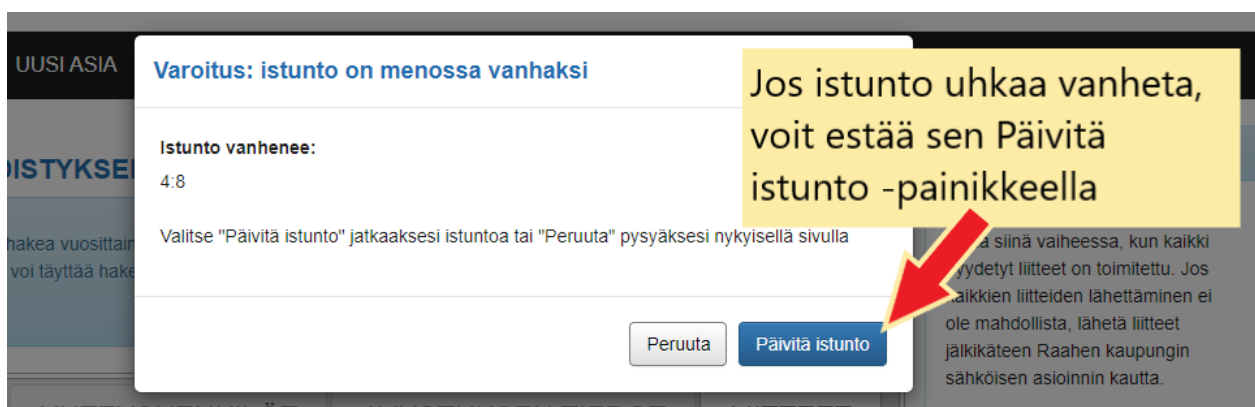 UUSI ASIA
Varoitus: istunto on menossa vanhaksi
Jos istunto uhkaa vanheta,
voit estää sen Päivitä
istunto -painikkeella
Istunto vanhenee:
4:8
Valitse "Päivitä istunto" jatkaaksesi istuntoa tai "Peruuta" pysyäksesi nykyisellä sivulla
Peruuta
Päivitä istunto
hakea vuosittain
voi täyttää hake
siinä vaiheessa, kun kaikki
liitteet on toimitettu. Jos
kaikkien liitteiden lähettäminen ei
ole mahdollista, lähetä liitteet
jälkikäteen Raahen kaupungin
sähköisen asioinnin kautta.